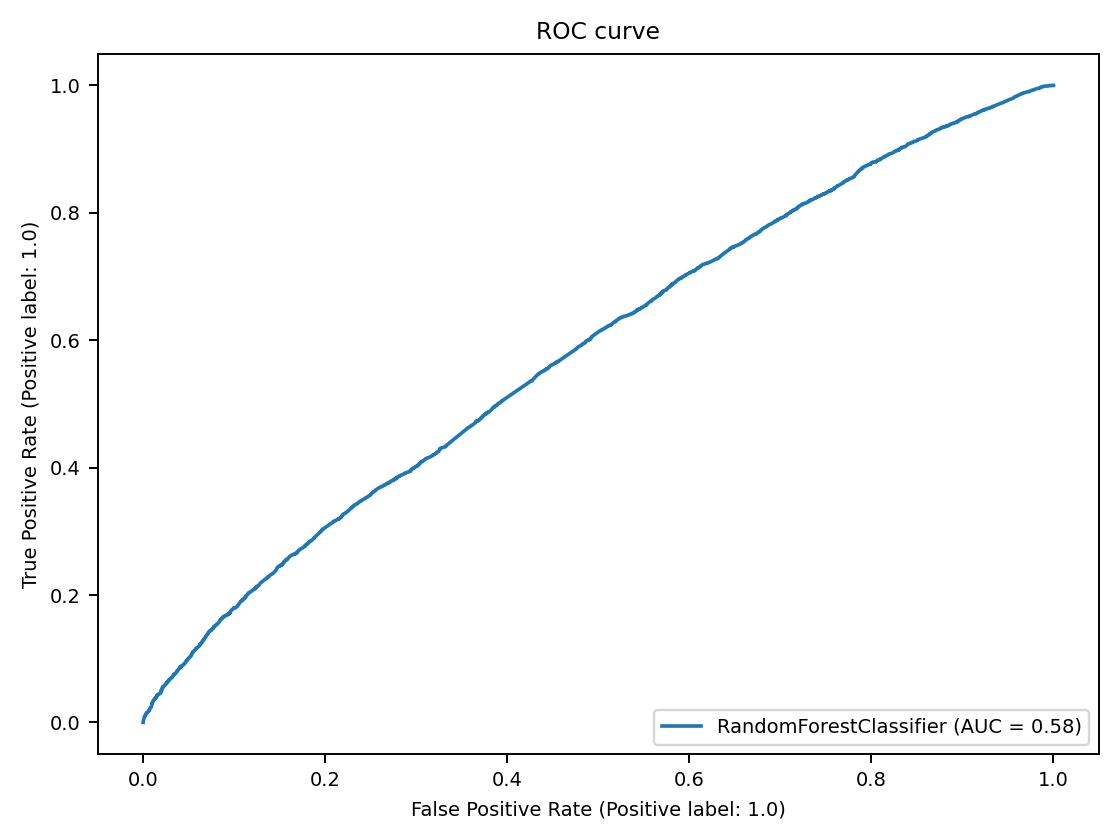 ROC curve
True Positive Rate (Positive label: 1.0)
1.0
0.8
0.6
0.4
0.2
0.0
RandomForestClassifier (AUC = 0.58)
0.0 0.2 0.4 0.6 0.8 1.0
False Positive Rate (Positive label: 1.0)